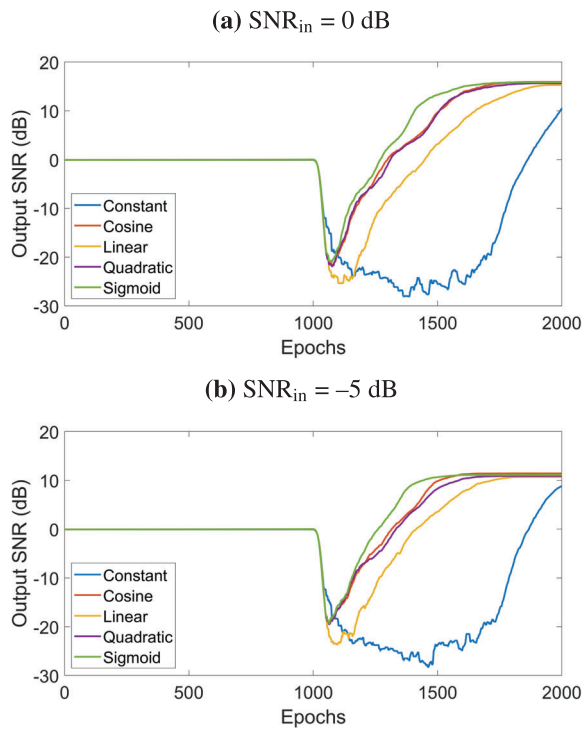 (a) SNRin = 0 dB
20
10
0
-10
-20
-30
Output SNR (dB)
Constant
Cosine
Linear
Quadratic
Sigmoid
0 500 1000 1500 2000
Epochs
(b) SNRin = –5 dB
20
10
0
-10
-20
-30
Output SNR (dB)
Constant
Cosine
Linear
Quadratic
Sigmoid
0 500 1000 1500 2000
Epochs